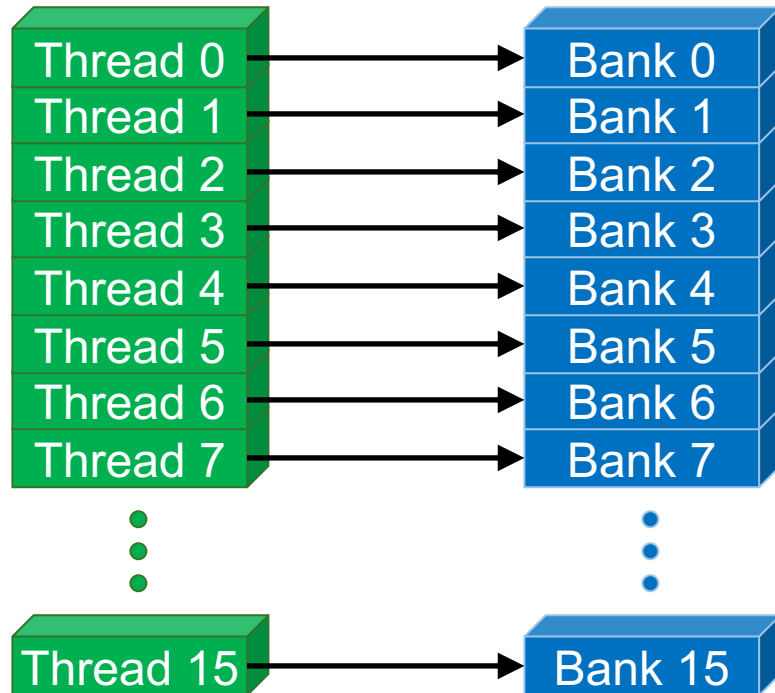 Thread 0
Thread 1
Thread 2
Thread 3
Thread 4
Thread 5
Thread 6
Thread 7
Thread 15
Bank 0
Bank 1
Bank 2
Bank 3
Bank 4
Bank 5
Bank 6
Bank 7
Bank 15